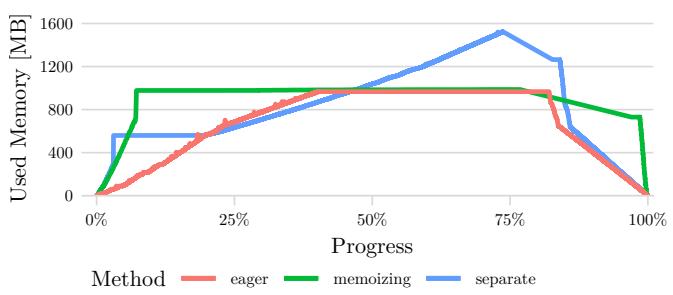 Used Memory [MB]
1600
1200
800
400
0
0% 25% 50% 75% 100%
Progress
Method eager memoizing separate